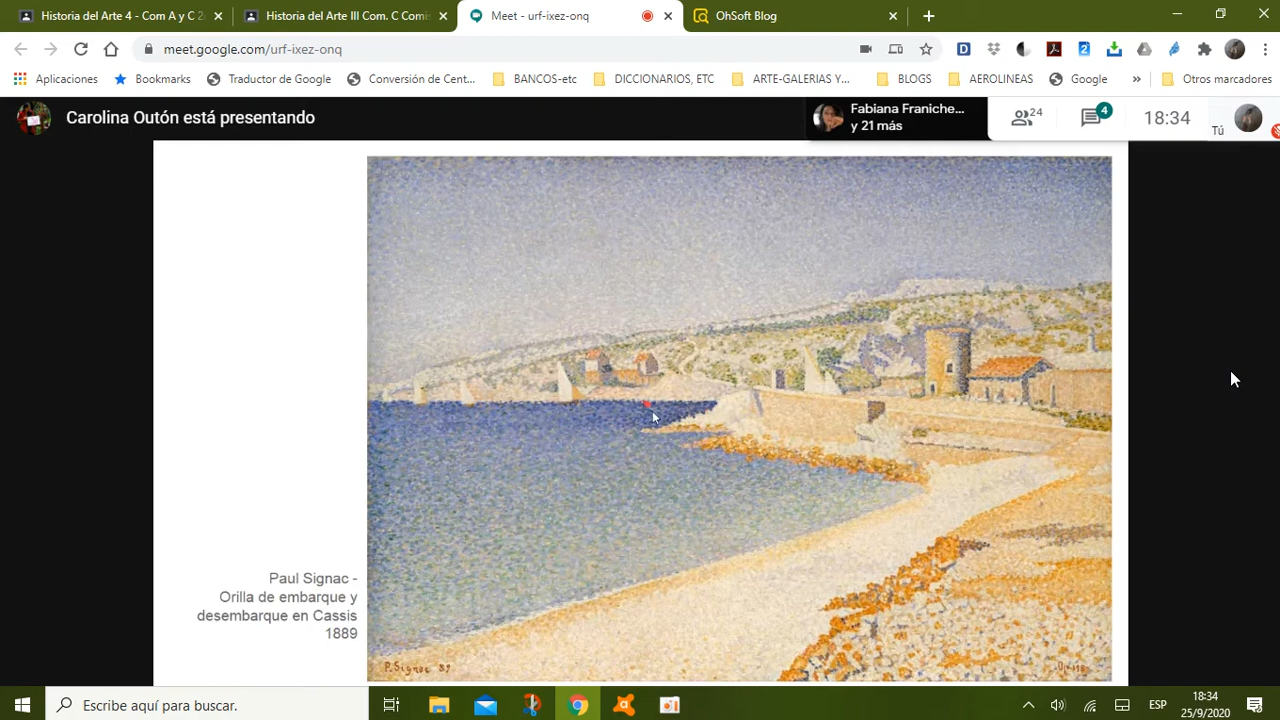 Historia del Arte 4 - Com A y C 2
Historia del Arte III Com. C Comis
Meet - urf-ixez-onq
OhSoft Blog
meet.google.com/urf-ixez-onq
Aplicaciones
Bookmarks
Traductor de Google
Conversión de Gent...
BANCOS-etc
DICCIONARIOS, ETC
ARTE-GALERIAS Y...
BLOGS
AEROLINEAS
Google
»
Otros marcadores
Carolina Outón está presentando
Fabiana Franiche...
y 21 más
24
4
18:34
Tú
Paul Signac -
Orilla de embarque y
desembarque en Cassis
1889
P. Signac 89
Escribe aquí para buscar.
ESP
18:34
25/9/2020